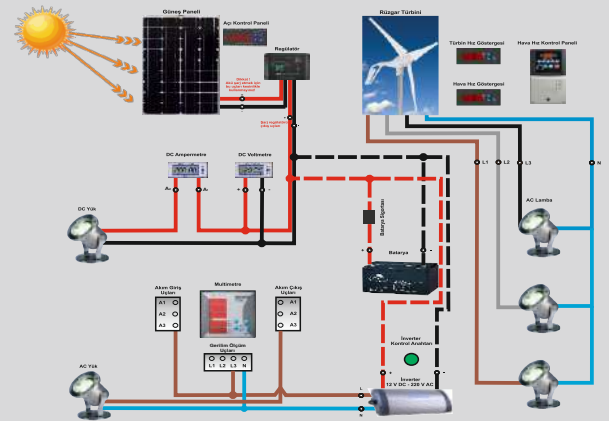 Güneş Paneli
Açı Kontrol Paneli
Regülatör
Rüzgar Türbini
Türbin Hız Göstergesi
Hava Hız Kontrol Paneli
Hava Hız Göstergesi
DC Ampermetre
DC Voltmetre
A- A-
+ -
DC Yük
Batarya Sigortası
+ -
Batarya
L1 L2 L3 N
AC Lamba
Akım Giriş
Uçları
A1
A2
A3
Multimetre
Akım Çıkış
Uçları
A1
A2
A3
Gerilim Ölçüm
Uçları
L1 L2 L3 N
İnverter
Kontrol Anahtarı
+ -
İnverter
12 V DC - 220 V AC
L
N
AC Yük